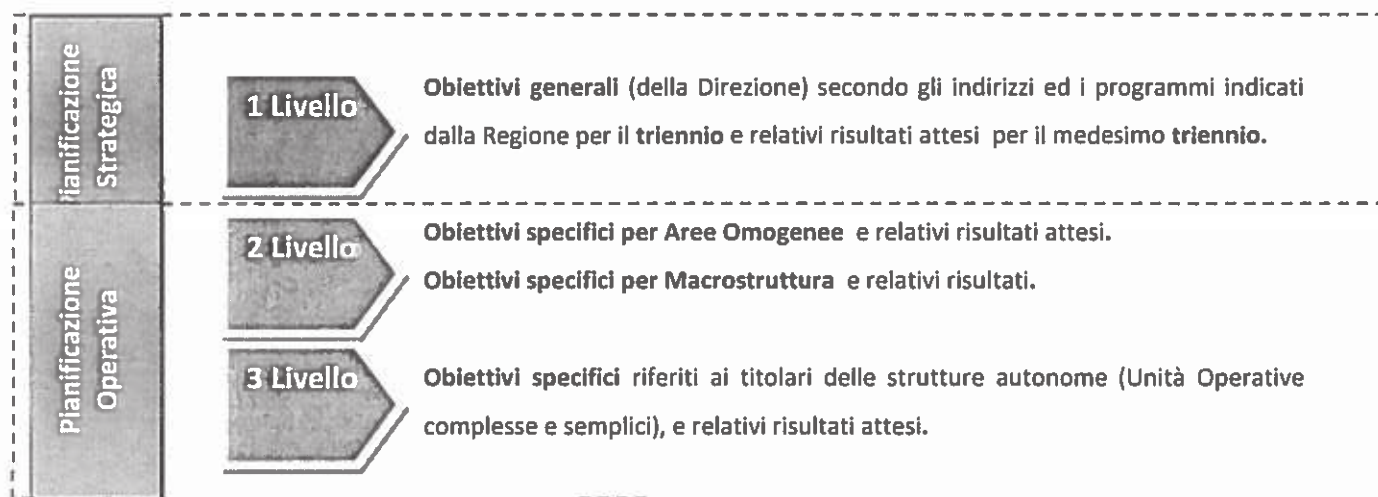 Pianificazione
Strategica
1 Livello
Obiettivi generali (della Direzione) secondo gli indirizzi ed i programmi indicati
dalla Regione per il triennio e relativi risultati attesi per il medesimo triennio.
Pianificazione
Operativa
2 Livello
Obiettivi specifici per Aree Omogenee e relativi risultati attesi.
Obiettivi specifici per Macrostruttura e relativi risultati.
3 Livello
Obiettivi specifici riferiti ai titolari delle strutture autonome (Unità Operative
complesse e semplici), e relativi risultati attesi.